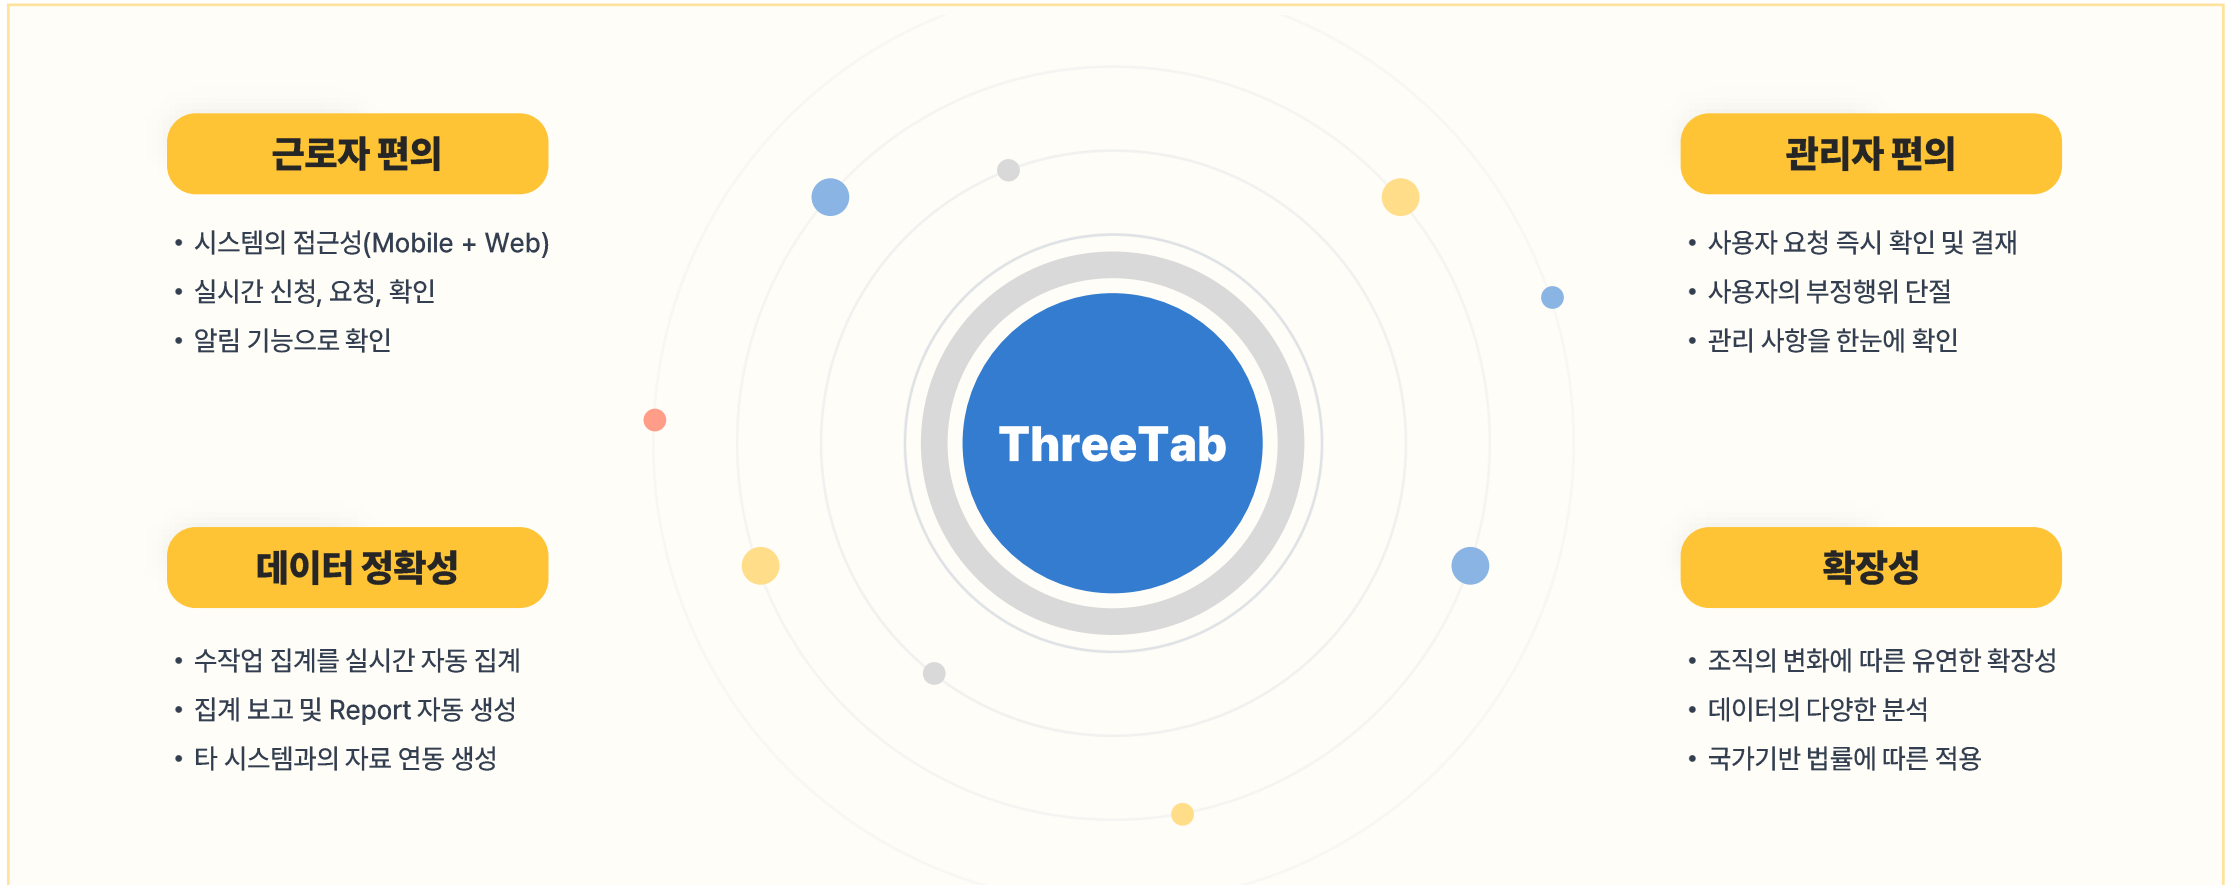 근로자 편의
• 시스템의 접근성(Mobile + Web)
• 실시간 신청, 요청, 확인
• 알림 기능으로 확인
관리자 편의
• 사용자 요청 즉시 확인 및 결재
• 사용자의 부정행위 단절
• 관리 사항을 한눈에 확인
ThreeTab
데이터 정확성
• 수작업 집계를 실시간 자동 집계
• 집계 보고 및 Report 자동 생성
• 타 시스템과의 자료 연동 생성
확장성
• 조직의 변화에 따른 유연한 확장성
• 데이터의 다양한 분석
• 국가기반 법률에 따른 적용